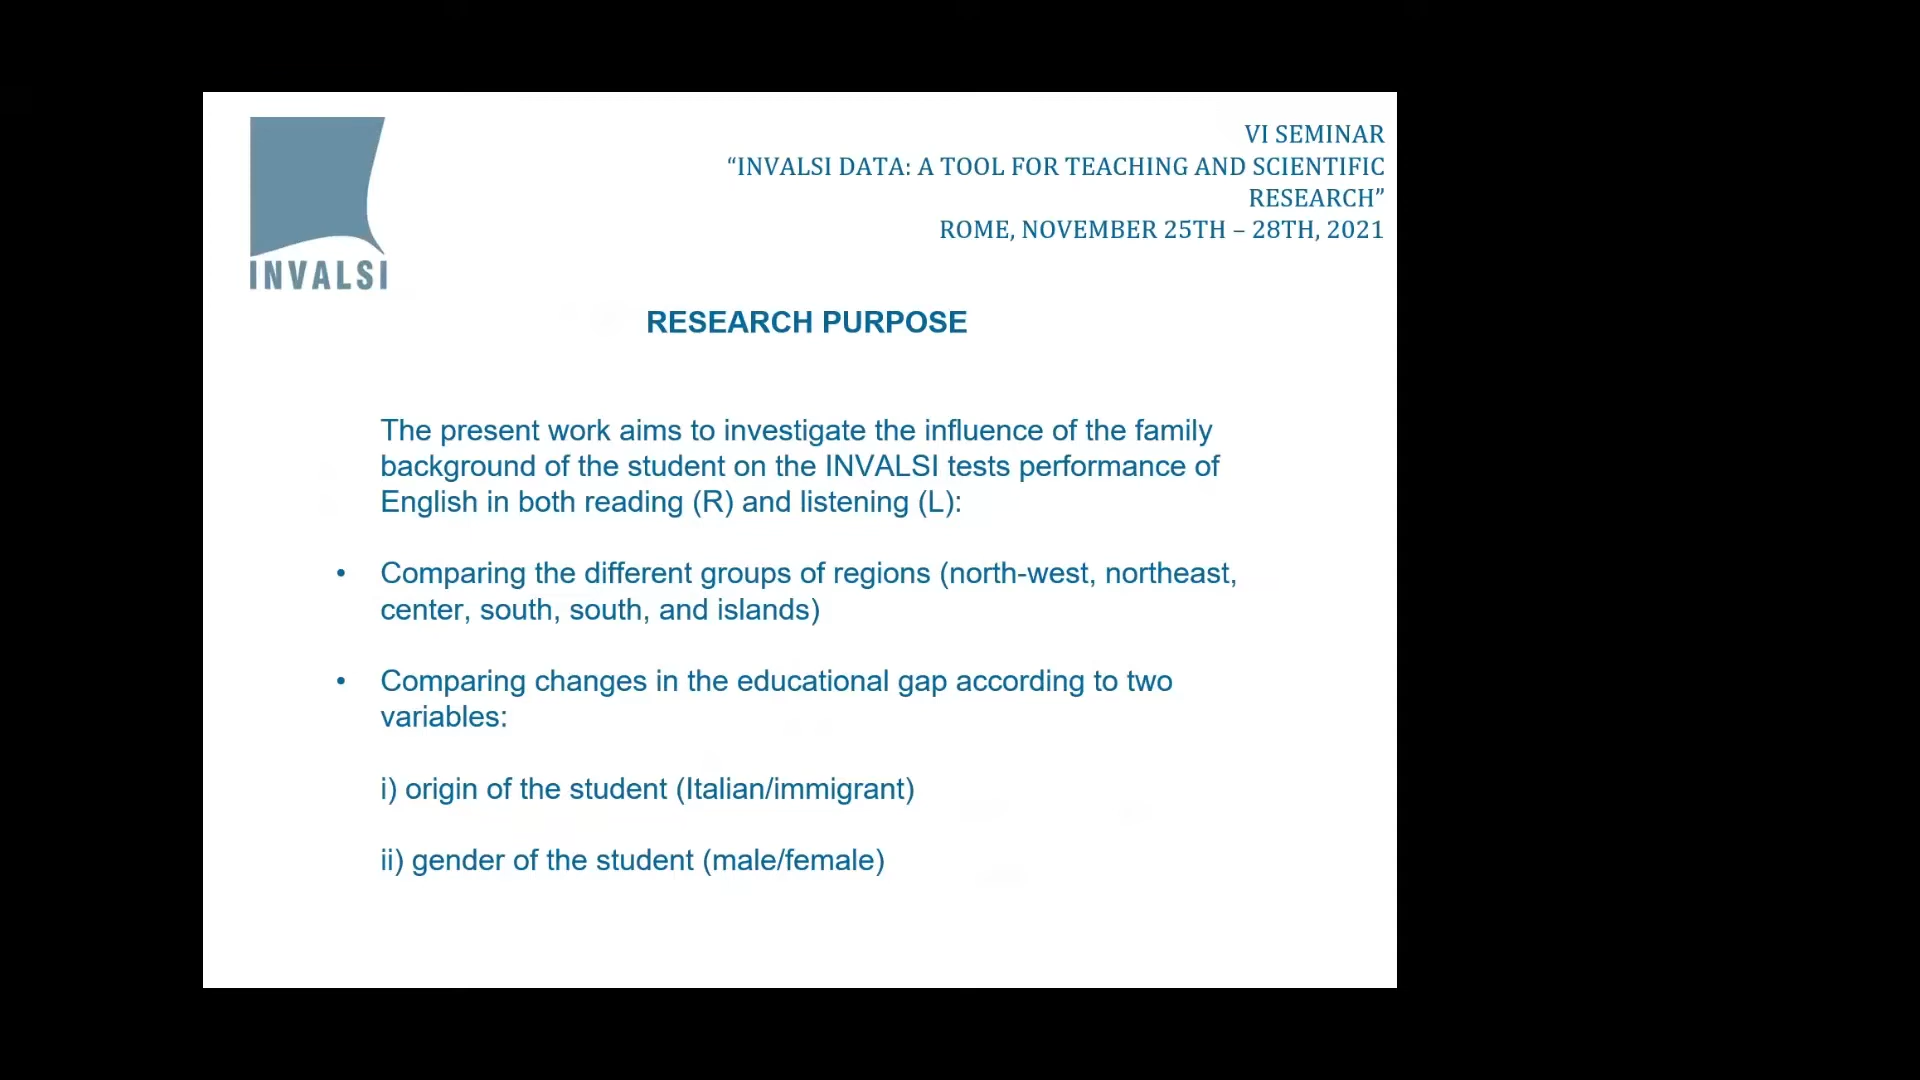 INVALSI
VI SEMINAR
“INVALSI DATA: A TOOL FOR TEACHING AND SCIENTIFIC
RESEARCH”
ROME, NOVEMBER 25TH – 28TH, 2021
RESEARCH PURPOSE
The present work aims to investigate the influence of the family
background of the student on the INVALSI tests performance of
English in both reading (R) and listening (L):
• Comparing the different groups of regions (north-west, northeast,
center, south, south, and islands)
• Comparing changes in the educational gap according to two
variables:
i) origin of the student (Italian/immigrant)
ii) gender of the student (male/female)